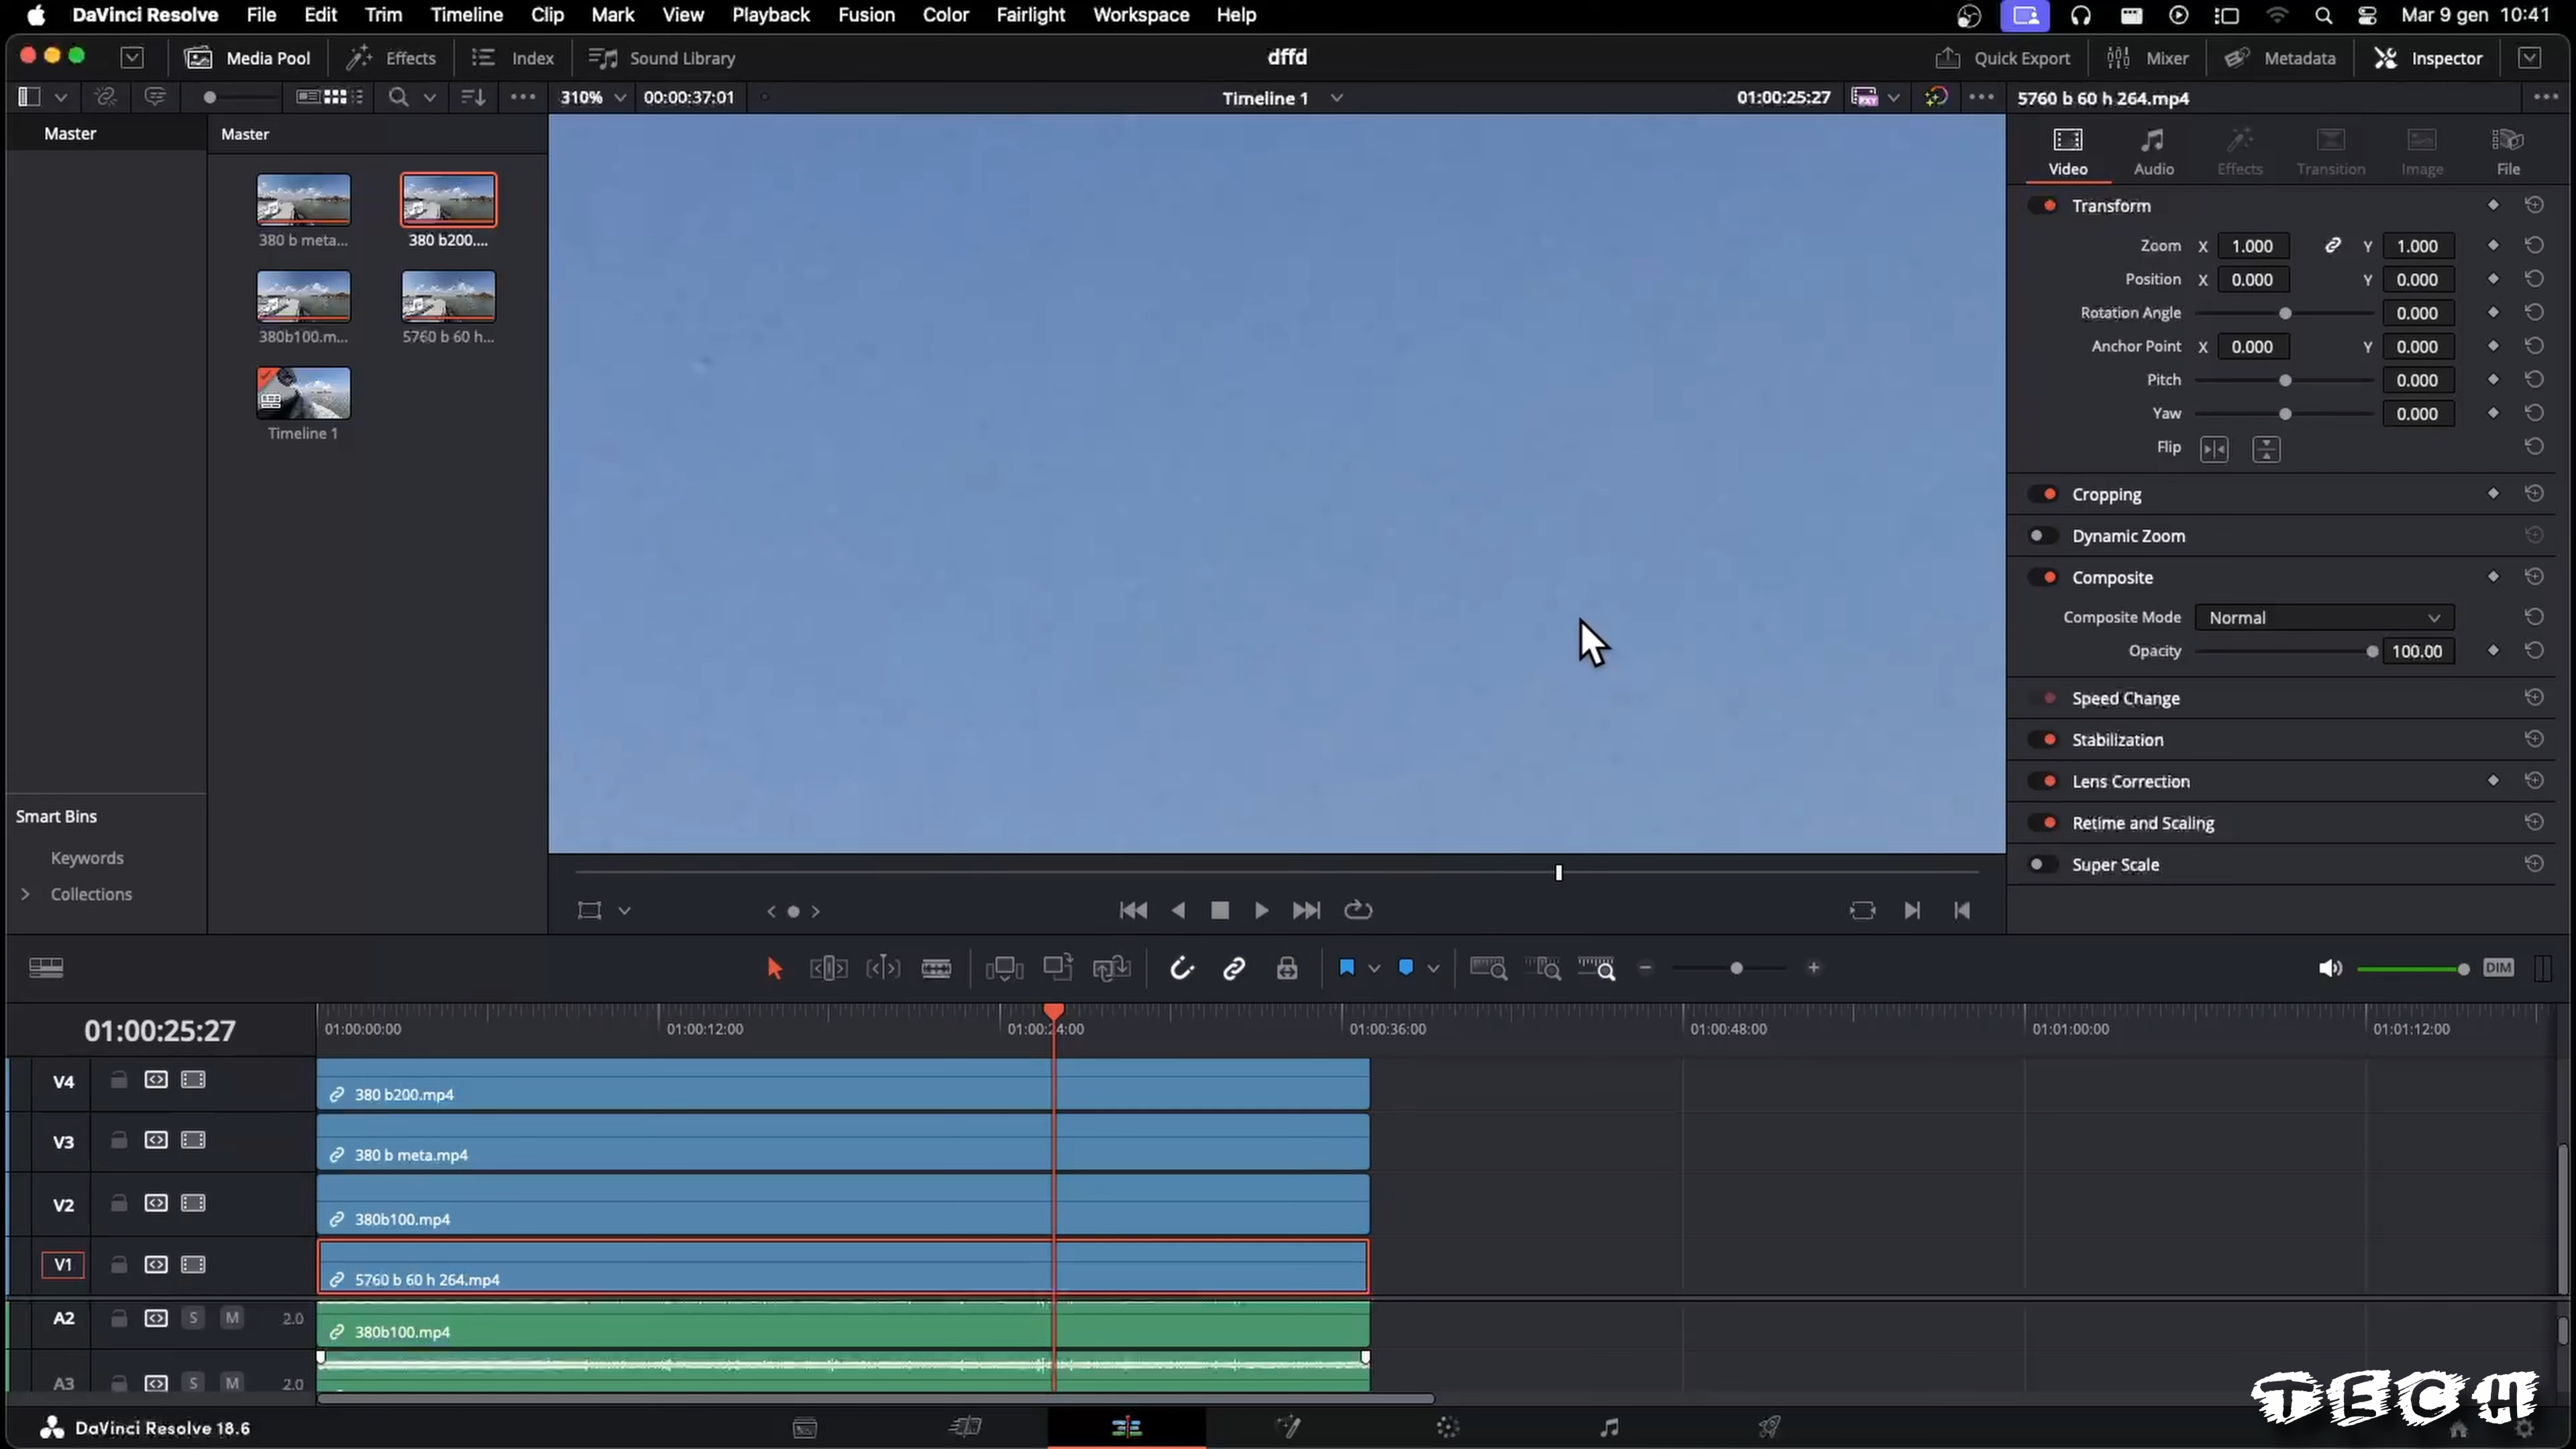 DaVinci Resolve File Edit Trim Timeline Clip Mark View Playback Fusion Color Fairlight Workspace Help Mar 9 gen 10:41
Media Pool Effects Index Sound Library dffd Quick Export Mixer Metadata Inspector
310% 00:00:37:01 Timeline 1 01:00:25:27 5760 b 60 h 264.mp4
Master Master
Video Audio Effects Transition Image File
380 b meta... 380 b200....
380b100.m... 5760 b 60 h...
Timeline 1
Transform
Zoom X 1.000 Y 1.000
Position X 0.000 Y 0.000
Rotation Angle 0.000
Anchor Point X 0.000 Y 0.000
Pitch 0.000
Yaw 0.000
Flip
Cropping
Dynamic Zoom
Composite
Composite Mode Normal
Opacity 100.00
Speed Change
Stabilization
Lens Correction
Retime and Scaling
Super Scale
Smart Bins
Keywords
Collections
DIM
01:00:25:27 01:00:00:00 01:00:12:00 01:00:24:00 01:00:36:00 01:00:48:00 01:01:00:00 01:01:12:00
V4 380 b200.mp4
V3 380 b meta.mp4
V2 380b100.mp4
V1 5760 b 60 h 264.mp4
A2 S M 2.0 380b100.mp4
A3 S M 2.0
DaVinci Resolve 18.6
TECH